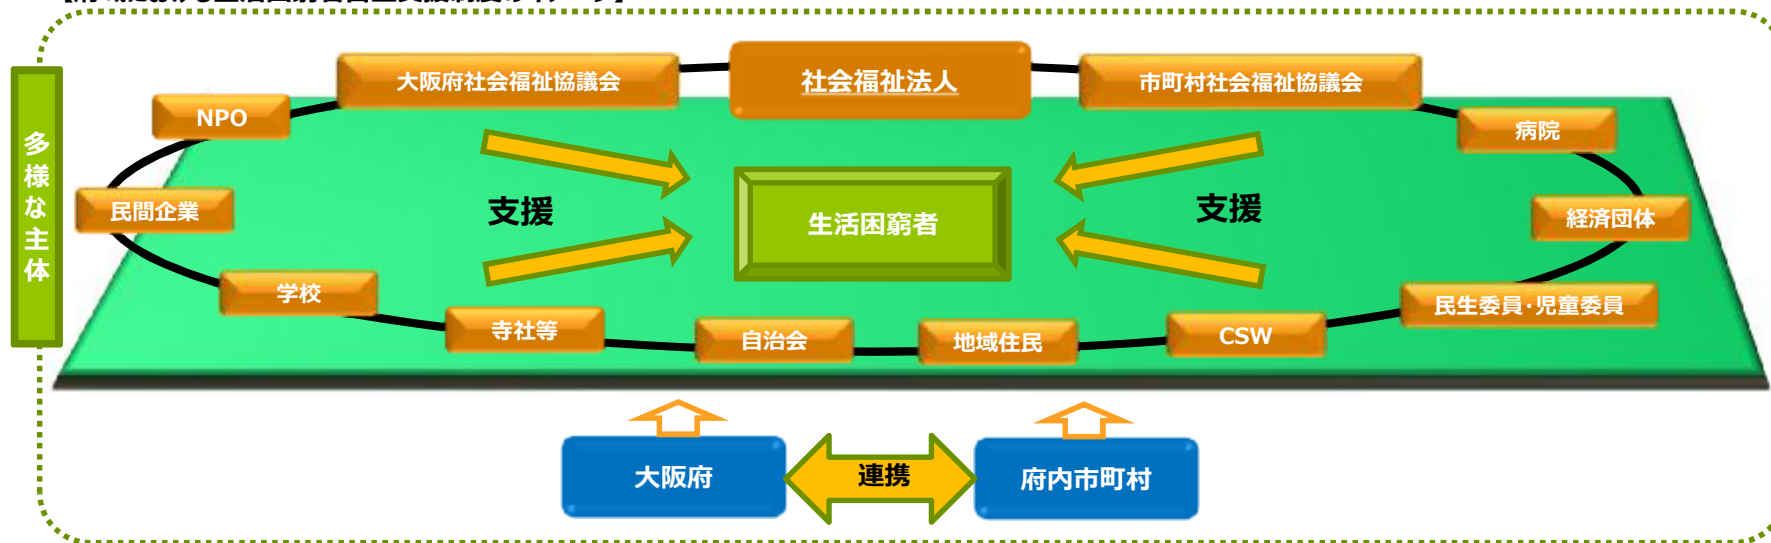 大阪府社会福祉協議会
社会福祉法人
市町村社会福祉協議会
NPO
病院
多様な主体
民間企業
支援
生活困窮者
支援
経済団体
学校
寺社等
自治会
地域住民
CSW
民生委員・児童委員
大阪府
連携
府内市町村